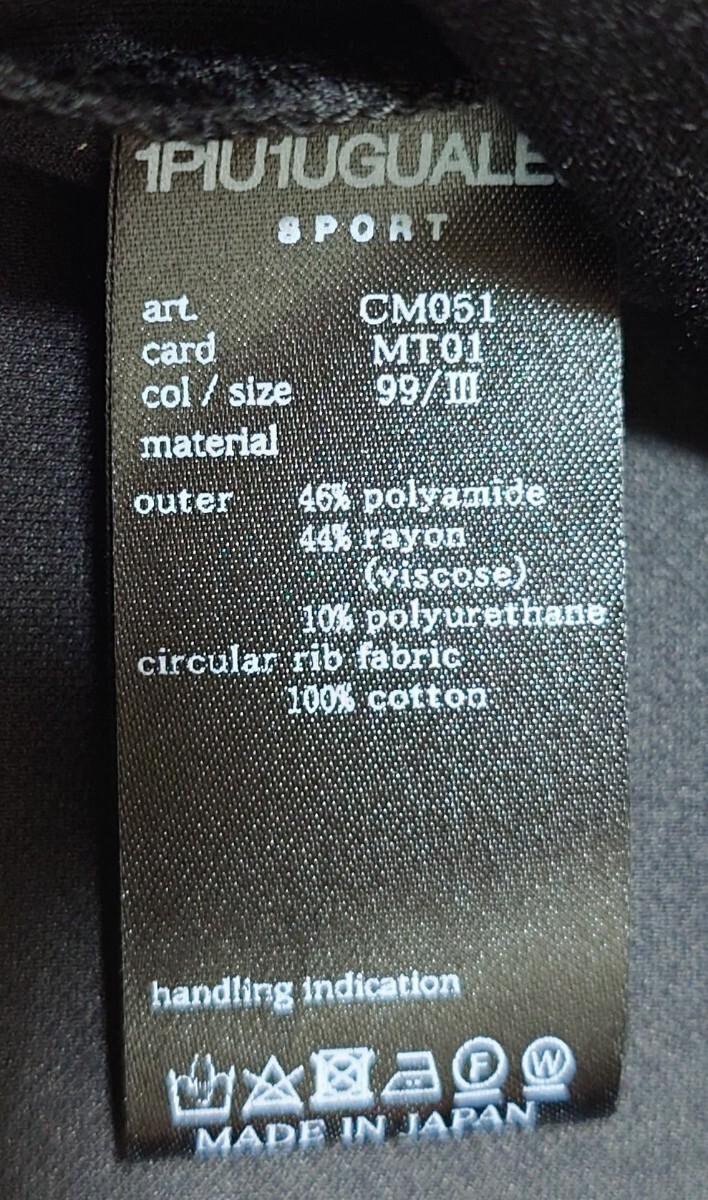 1PIU1UGUALE
SPORT
art. CM051
card MT01
col / size 99/III
material
outer 46% polyamide
44% rayon
(viscose)
10% polyurethane
circular rib fabric
100% cotton
handling indication
F W
MADE IN JAPAN